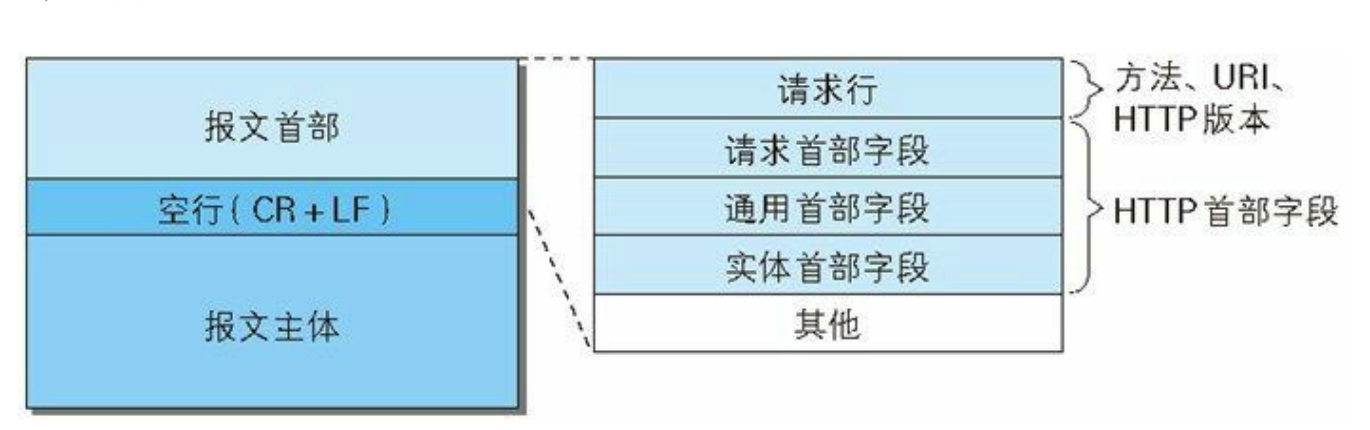 报文首部
空行(CR+LF)
报文主体
请求行
请求首部字段
通用首部字段
实体首部字段
其他
方法、URI、
HTTP版本
HTTP首部字段